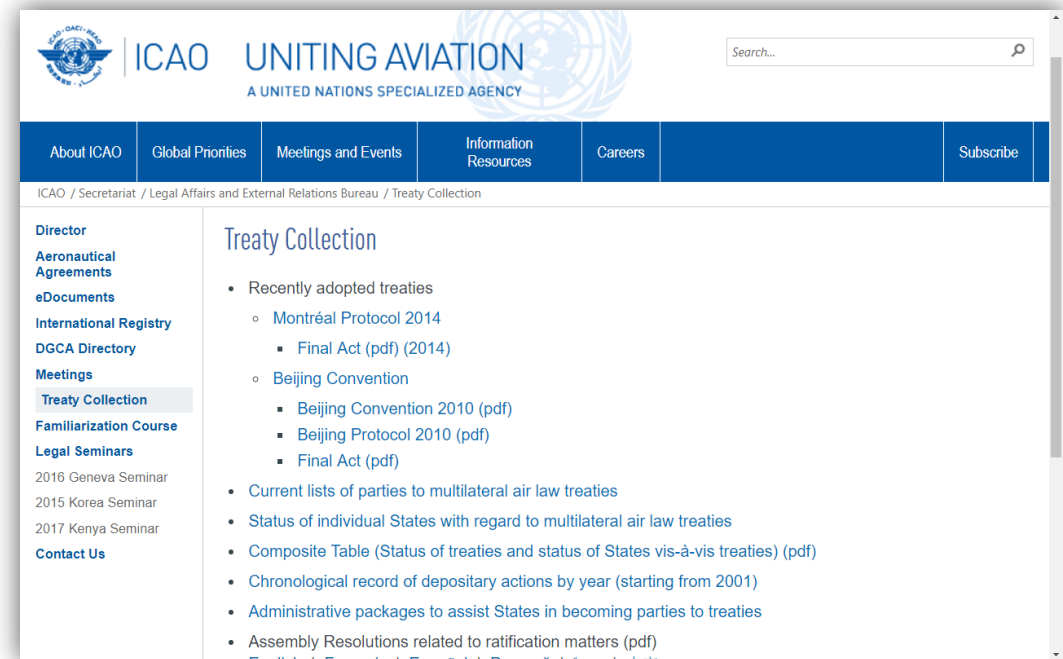 ICAO
UNITING AVIATION
A UNITED NATIONS SPECIALIZED AGENCY
Search...
About ICAO
Global Priorities
Meetings and Events
Information
Resources
Careers
Subscribe
ICAO / Secretariat / Legal Affairs and External Relations Bureau / Treaty Collection
Director
Aeronautical
Agreements
eDocuments
International Registry
DGCA Directory
Meetings
Treaty Collection
Familiarization Course
Legal Seminars
2016 Geneva Seminar
2015 Korea Seminar
2017 Kenya Seminar
Contact Us
Treaty Collection
Recently adopted treaties
Montréal Protocol 2014
Final Act (pdf) (2014)
Beijing Convention
Beijing Convention 2010 (pdf)
Beijing Protocol 2010 (pdf)
Final Act (pdf)
Current lists of parties to multilateral air law treaties
Status of individual States with regard to multilateral air law treaties
Composite Table (Status of treaties and status of States vis-à-vis treaties) (pdf)
Chronological record of depositary actions by year (starting from 2001)
Administrative packages to assist States in becoming parties to treaties
Assembly Resolutions related to ratification matters (pdf)